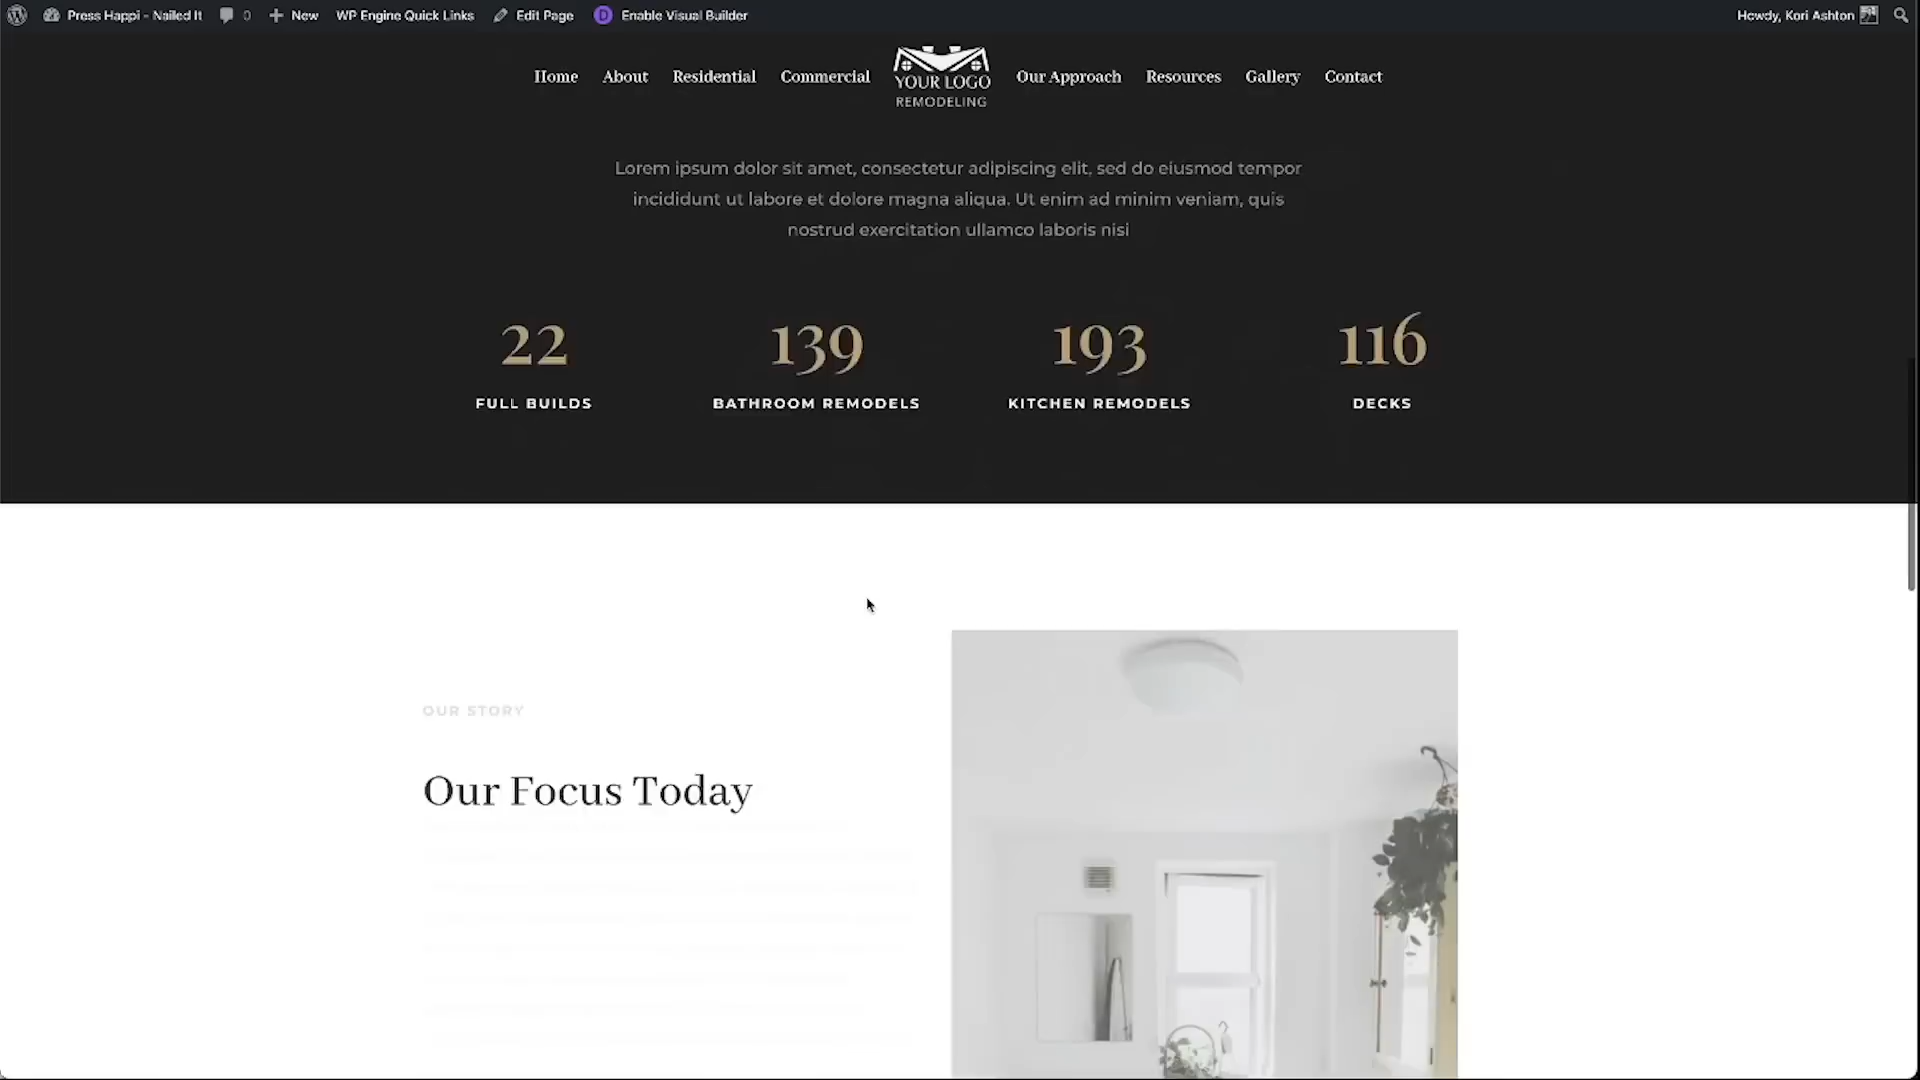 Press Happi - Nailed It
0
New
WP Engine Quick Links
Edit Page
D
Enable Visual Builder
Howdy, Kori Ashton
Home
About
Residential
Commercial
YOUR LOGO
REMODELING
Our Approach
Resources
Gallery
Contact
Lorem ipsum dolor sit amet, consectetur adipiscing elit, sed do eiusmod tempor
incididunt ut labore et dolore magna aliqua. Ut enim ad minim veniam, quis
nostrud exercitation ullamco laboris nisi
22
139
193
116
FULL BUILDS
BATHROOM REMODELS
KITCHEN REMODELS
DECKS
OUR STORY
Our Focus Today